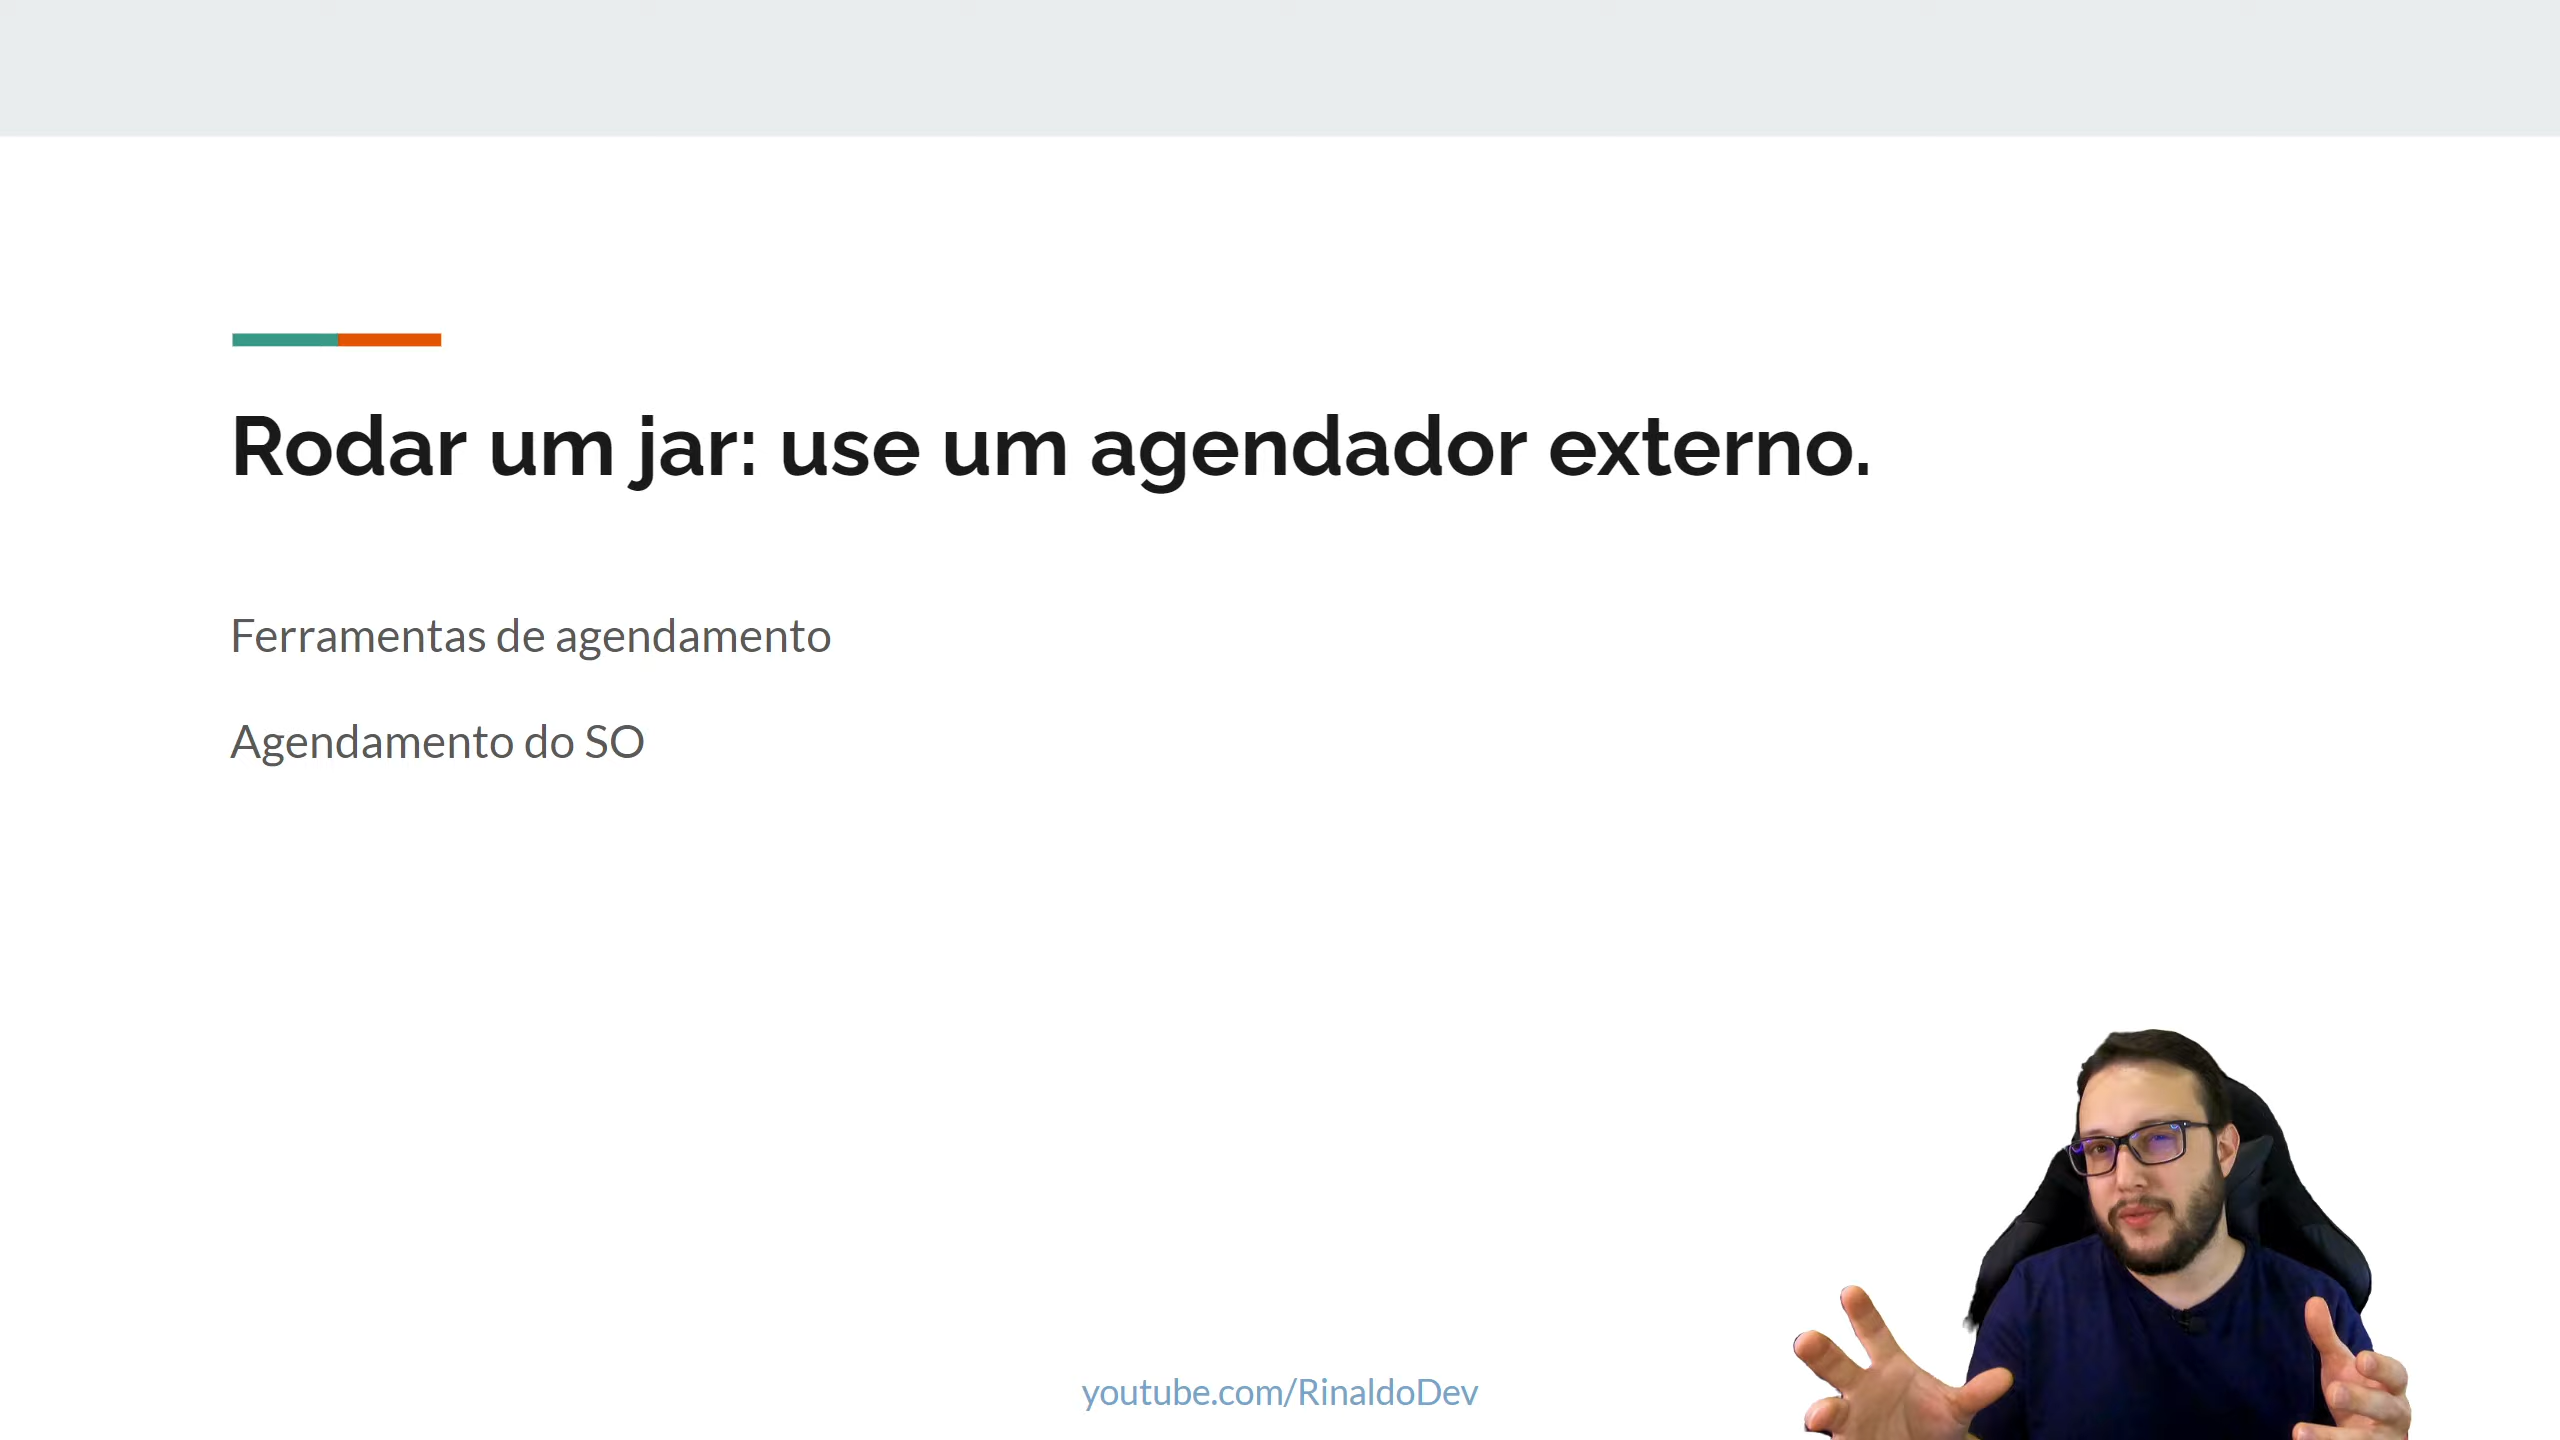 Rodar um jar: use um agendador externo.
Ferramentas de agendamento
Agendamento do SO
youtube.com/RinaldoDev